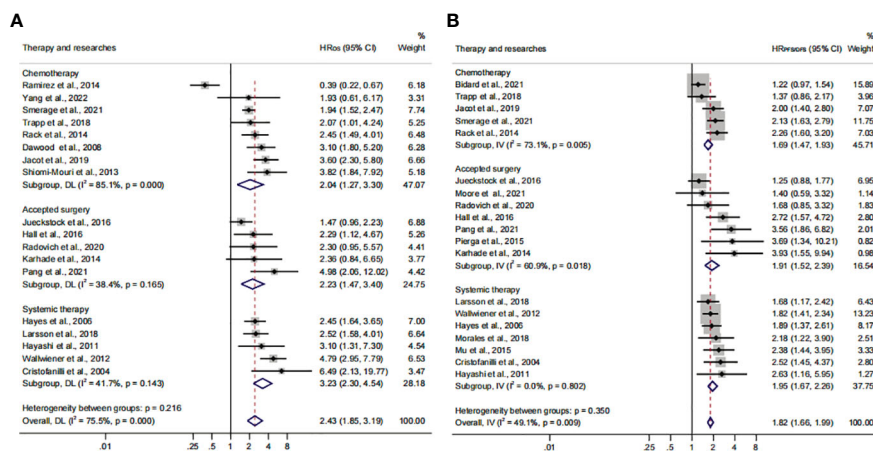 A
%
Therapy and researches HROS (95% CI) Weight
Chemotherapy
Ramirez et al., 2014 0.39 (0.22, 0.67) 6.18
Yang et al., 2022 1.93 (0.61, 6.17) 3.31
Smerage et al., 2021 1.94 (1.52, 2.47) 7.74
Trapp et al., 2018 2.07 (1.01, 4.24) 5.25
Rack et al., 2014 2.45 (1.49, 4.01) 6.48
Dawood et al., 2008 3.10 (1.80, 5.20) 6.28
Jacot et al., 2019 3.60 (2.30, 5.80) 6.66
Shiomi-Mouri et al., 2013 3.82 (1.84, 7.92) 5.18
Subgroup, DL (I² = 85.1%, p = 0.000) 2.04 (1.27, 3.30) 47.07
Accepted surgery
Jueckstock et al., 2016 1.47 (0.96, 2.23) 6.88
Hall et al., 2016 2.29 (1.12, 4.67) 5.26
Radovich et al., 2020 2.30 (0.95, 5.57) 4.41
Karhade et al., 2014 2.36 (0.84, 6.65) 3.77
Pang et al., 2021 4.98 (2.06, 12.02) 4.42
Subgroup, DL (I² = 38.4%, p = 0.165) 2.23 (1.47, 3.40) 24.75
Systemic therapy
Hayes et al., 2006 2.45 (1.64, 3.65) 7.00
Larsson et al., 2018 2.52 (1.58, 4.01) 6.64
Hayashi et al., 2011 3.10 (1.31, 7.30) 4.54
Wallwiener et al., 2012 4.79 (2.95, 7.79) 6.53
Cristofanilli et al., 2004 6.49 (2.13, 19.77) 3.47
Subgroup, DL (I² = 41.7%, p = 0.143) 3.23 (2.30, 4.54) 28.18
Heterogeneity between groups: p = 0.216
Overall, DL (I² = 75.5%, p = 0.000) 2.43 (1.85, 3.19) 100.00
.01 .25 .5 1 2 4 8
B
%
Therapy and researches (95% CI) Weight
Chemotherapy
Bidard et al., 2021 1.22 (0.97, 1.54) 15.89
Trapp et al., 2018 1.37 (0.86, 2.17) 3.96
Jacot et al., 2019 2.00 (1.40, 2.80) 7.07
Smerage et al., 2021 2.13 (1.63, 2.79) 11.75
Rack et al., 2014 2.26 (1.60, 3.20) 7.03
Subgroup, IV (I² = 73.1%, p = 0.005) 1.69 (1.47, 1.93) 45.71
Accepted surgery
Jueckstock et al., 2016 1.25 (0.88, 1.77) 6.95
Moore et al., 2021 1.40 (0.59, 3.32) 1.14
Radovich et al., 2020 1.68 (0.85, 3.32) 1.83
Hall et al., 2016 2.72 (1.57, 4.72) 2.80
Pang et al., 2021 3.56 (1.86, 6.82) 2.01
Pierga et al., 2015 3.69 (1.34, 10.21) 0.82
Karhade et al., 2014 3.93 (1.55, 9.94) 0.98
Subgroup, IV (I² = 60.9%, p = 0.018) 1.91 (1.52, 2.39) 16.54
Systemic therapy
Larsson et al., 2018 1.68 (1.17, 2.42) 6.43
Wallwiener et al., 2012 1.82 (1.41, 2.34) 13.23
Hayes et al., 2006 1.89 (1.37, 2.61) 8.17
Morales et al., 2018 2.18 (1.22, 3.90) 2.51
Mu et al., 2015 2.38 (1.44, 3.95) 3.33
Cristofanilli et al., 2004 2.52 (1.45, 4.37) 2.80
Hayashi et al., 2011 2.63 (1.16, 5.95) 1.27
Subgroup, IV (I² = 0.0%, p = 0.802) 1.95 (1.67, 2.26) 37.75
Heterogeneity between groups: p = 0.350
Overall, IV (I² = 49.1%, p = 0.009) 1.82 (1.66, 1.99) 100.00
.01 .25 .5 1 2 4 8